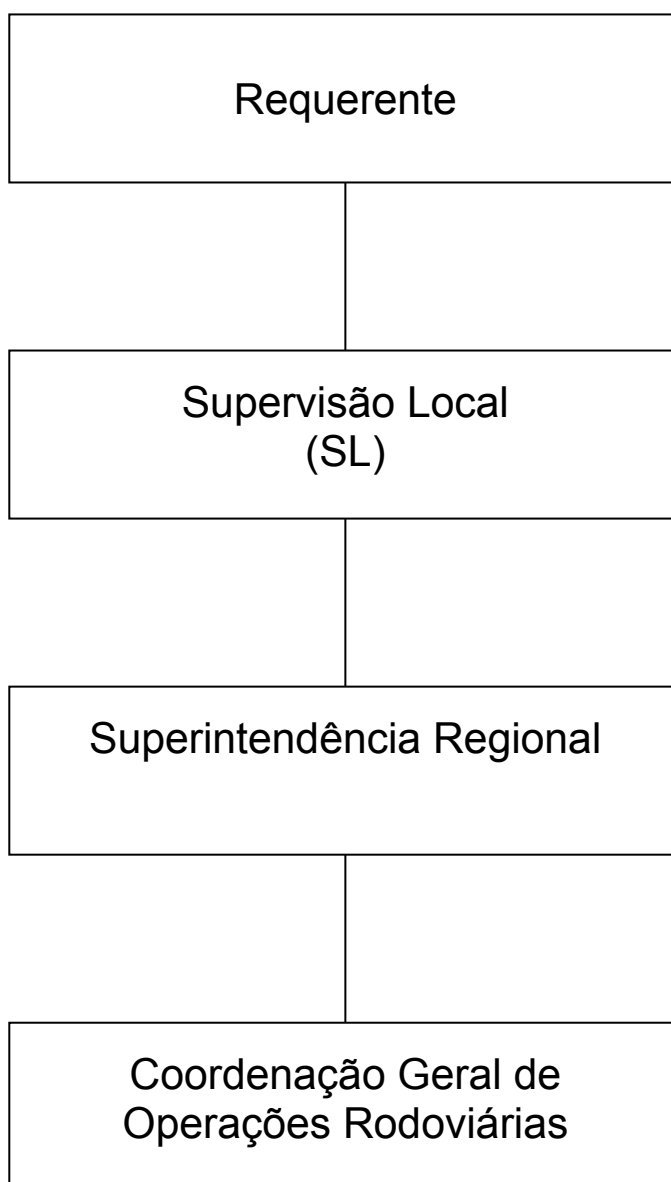 Requerente
Supervisão Local
(SL)
Superintendência Regional
Coordenação Geral de
Operações Rodoviárias